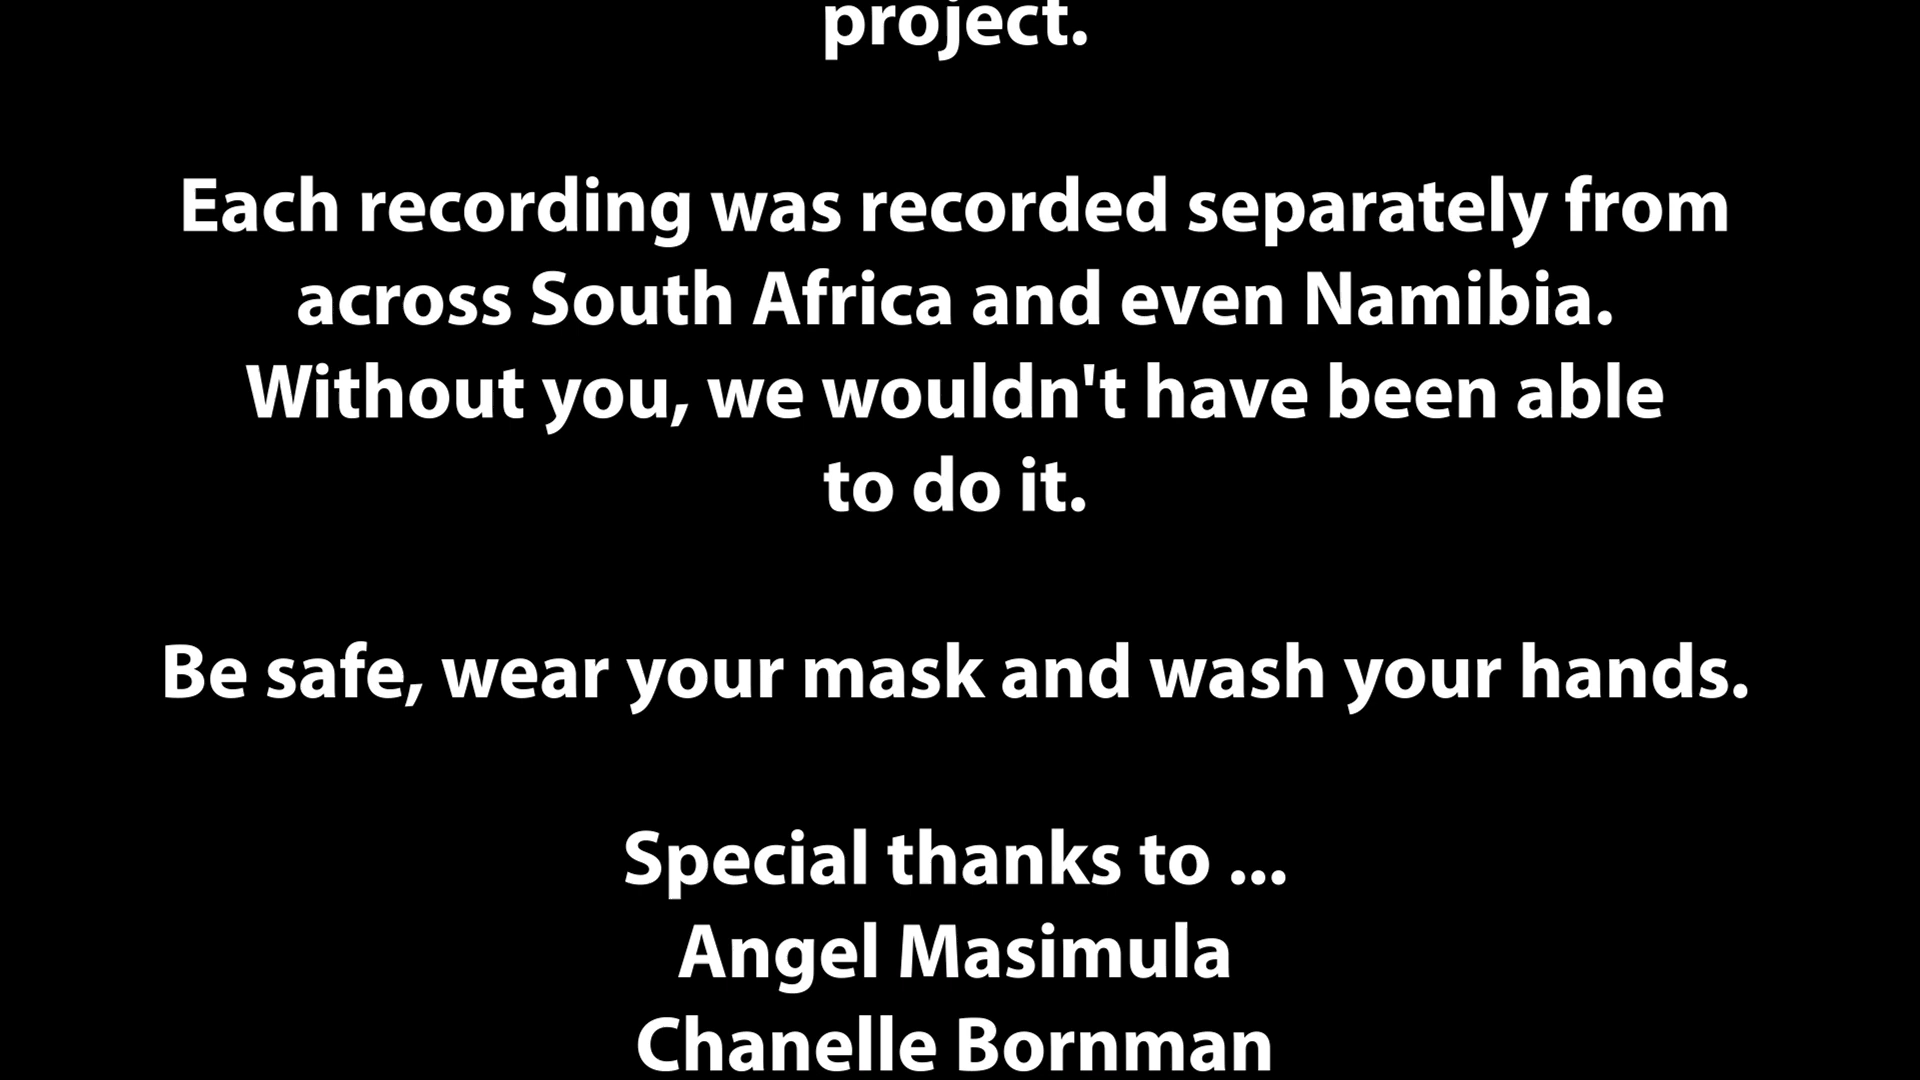 project.
Each recording was recorded separately from
across South Africa and even Namibia.
Without you, we wouldn't have been able
to do it.
Be safe, wear your mask and wash your hands.
Special thanks to ...
Angel Masimula
Chanelle Bornman